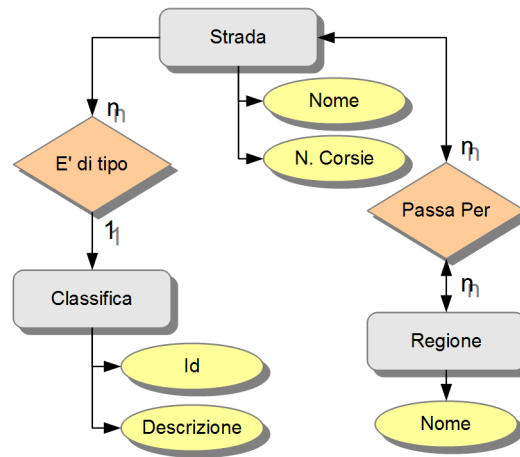 Strada
Nome
n
n
E' di tipo
N. Corsie
Passa Per
1
n
Classifica
Regione
Id
Nome
Descrizione